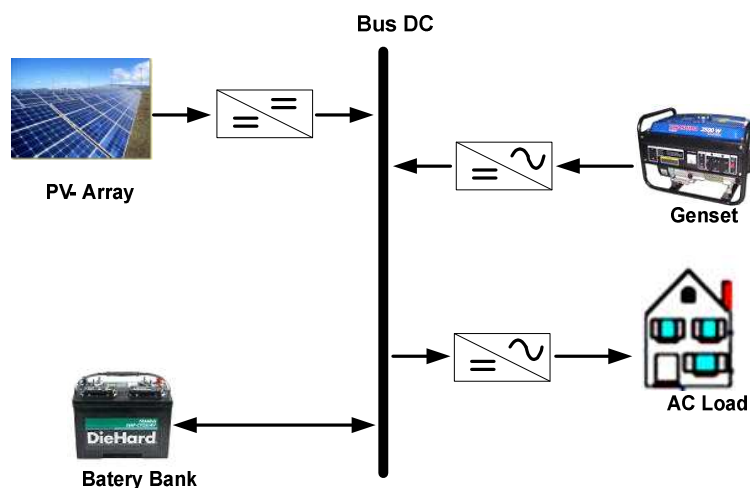 Bus DC
PV- Array
Genset
AC Load
DieHard
Batery Bank